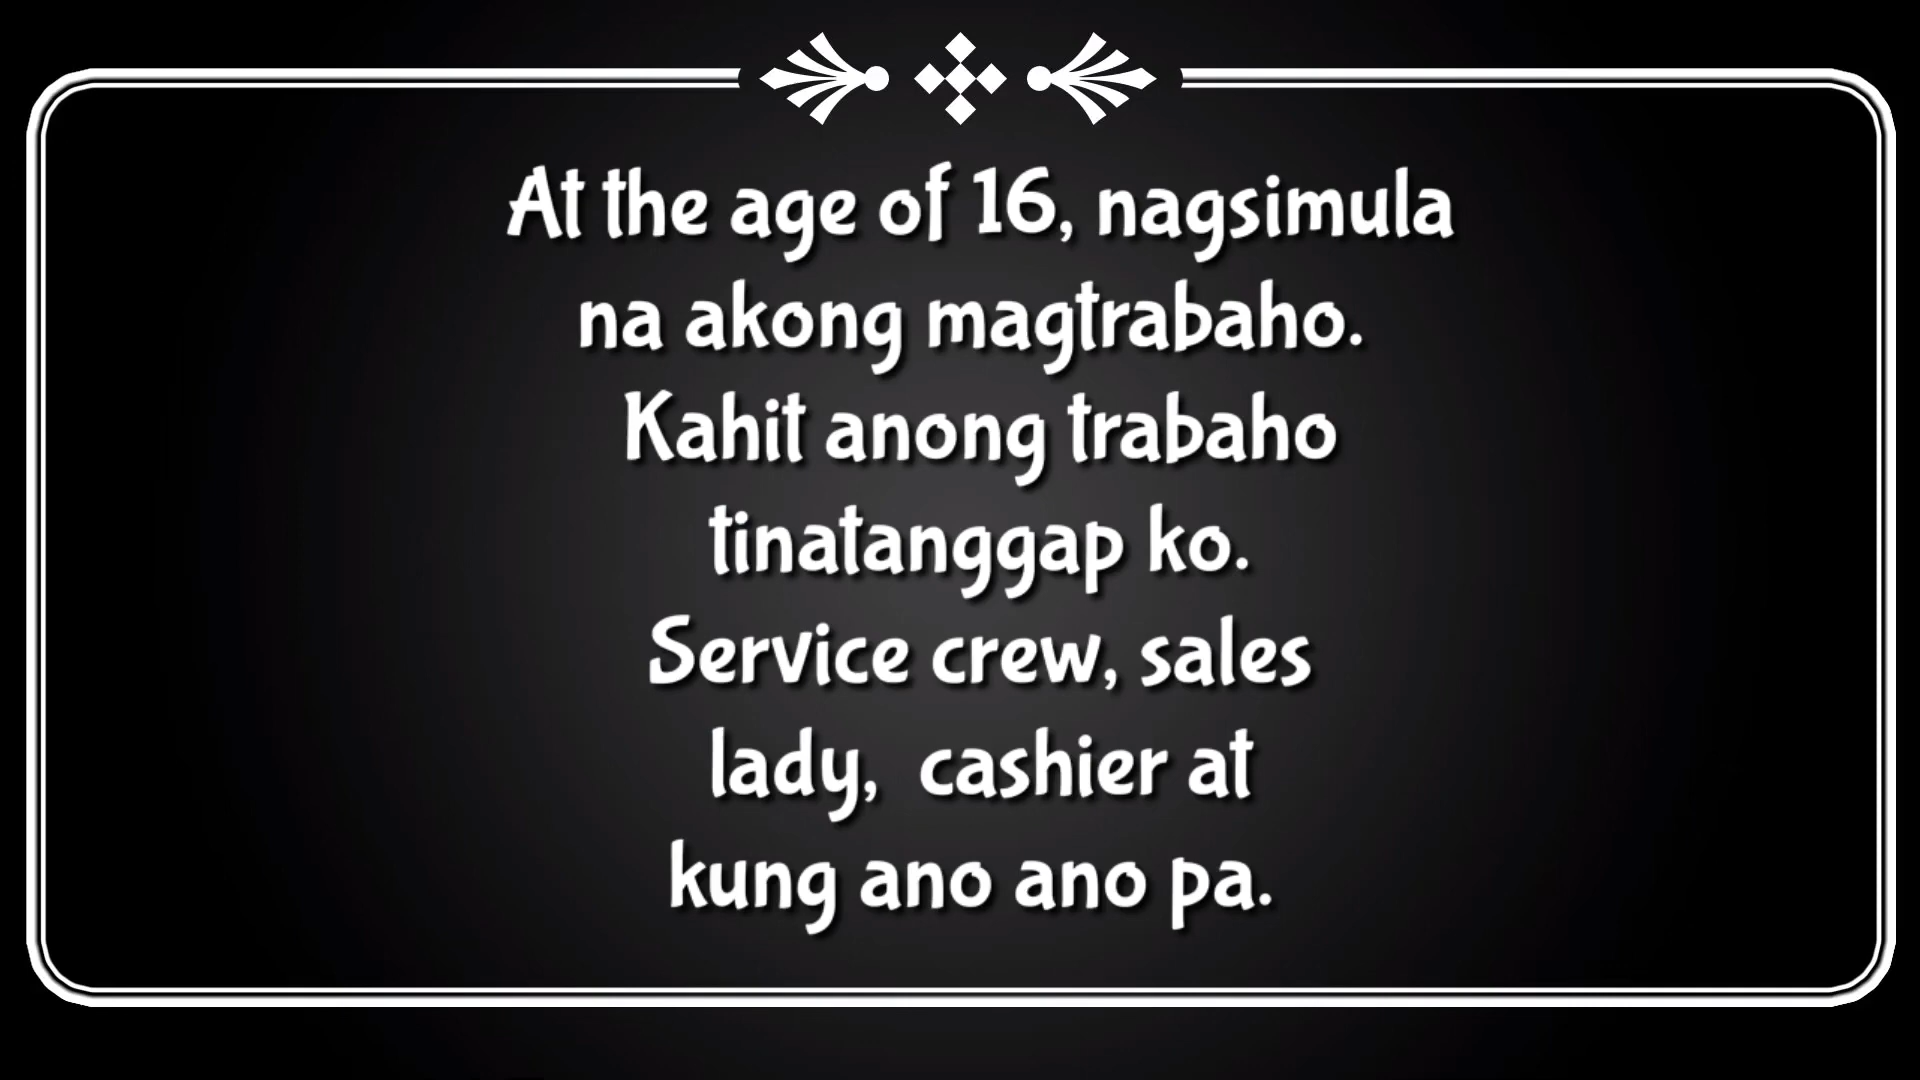 At the age of 16, nagsimula
na akong magtrabaho.
Kahit anong trabaho
tinatanggap ko.
Service crew, sales
lady,  cashier at
kung ano ano pa.